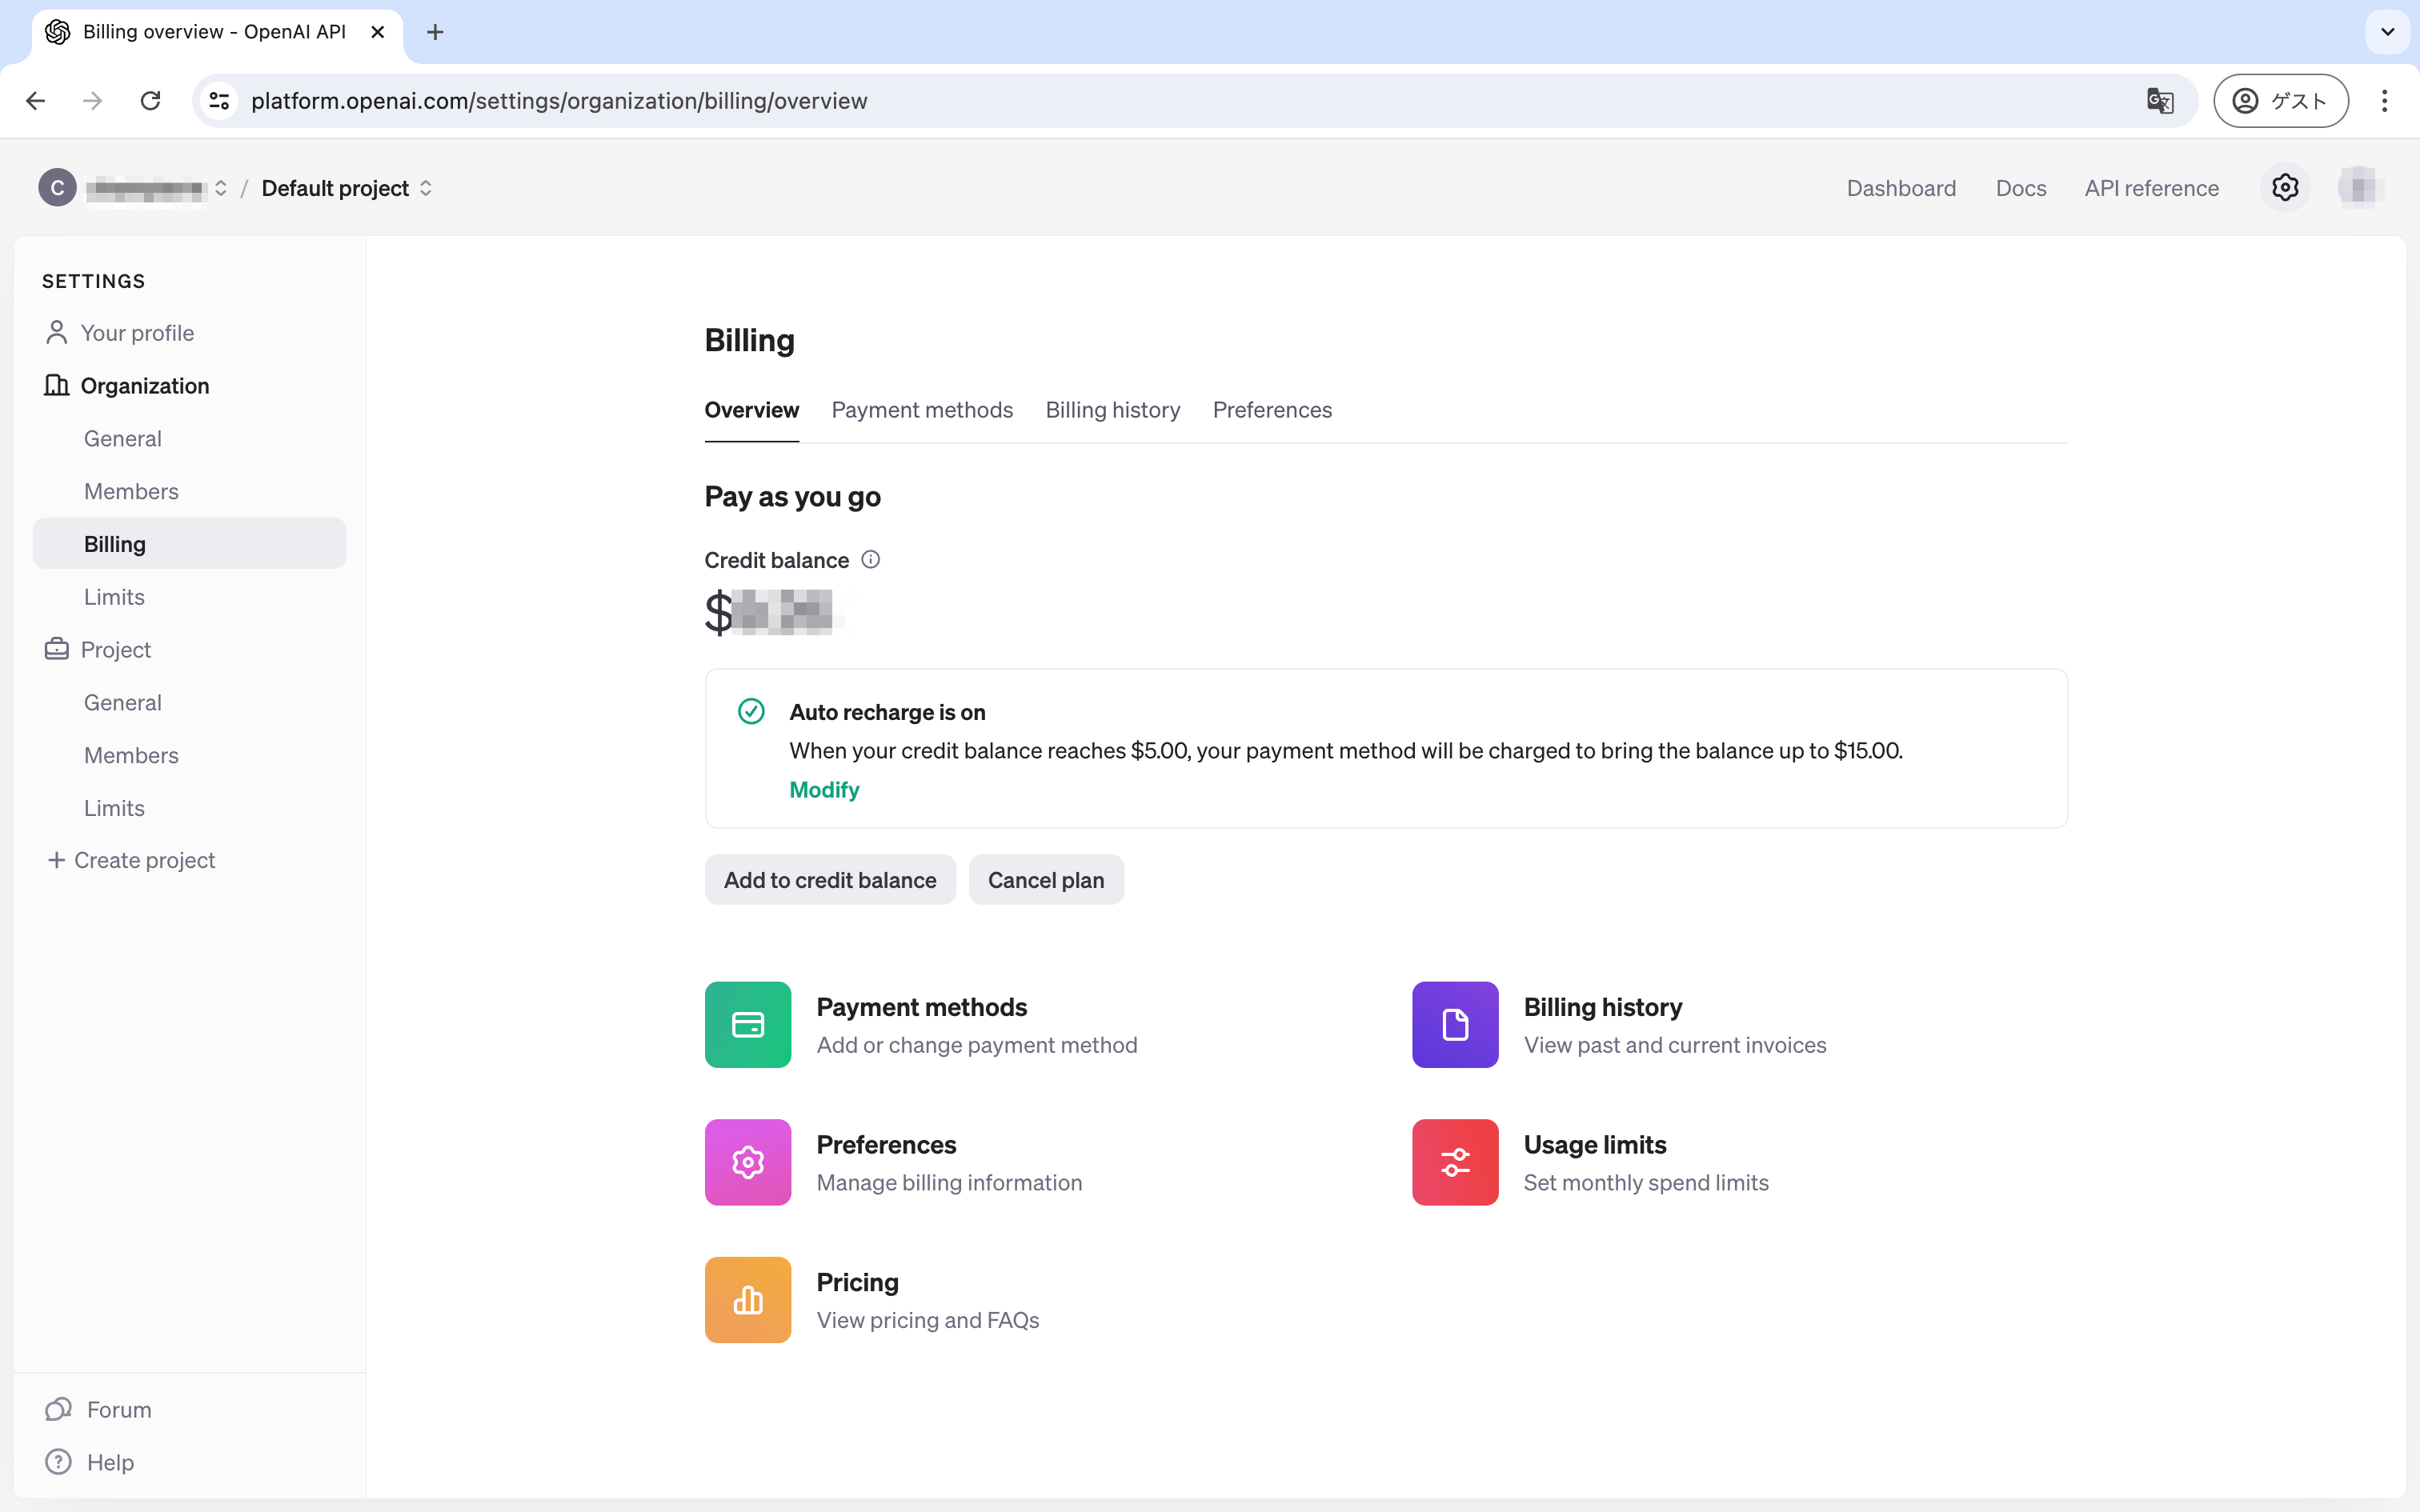 Billing overview - OpenAI API
platform.openai.com/settings/organization/billing/overview
ゲスト
C
/ Default project
Dashboard
Docs
API reference
SETTINGS
Your profile
Organization
General
Members
Billing
Limits
Project
General
Members
Limits
+ Create project
Forum
Help
Billing
Overview
Payment methods
Billing history
Preferences
Pay as you go
Credit balance
$
Auto recharge is on
When your credit balance reaches $5.00, your payment method will be charged to bring the balance up to $15.00.
Modify
Add to credit balance
Cancel plan
Payment methods
Add or change payment method
Billing history
View past and current invoices
Preferences
Manage billing information
Usage limits
Set monthly spend limits
Pricing
View pricing and FAQs